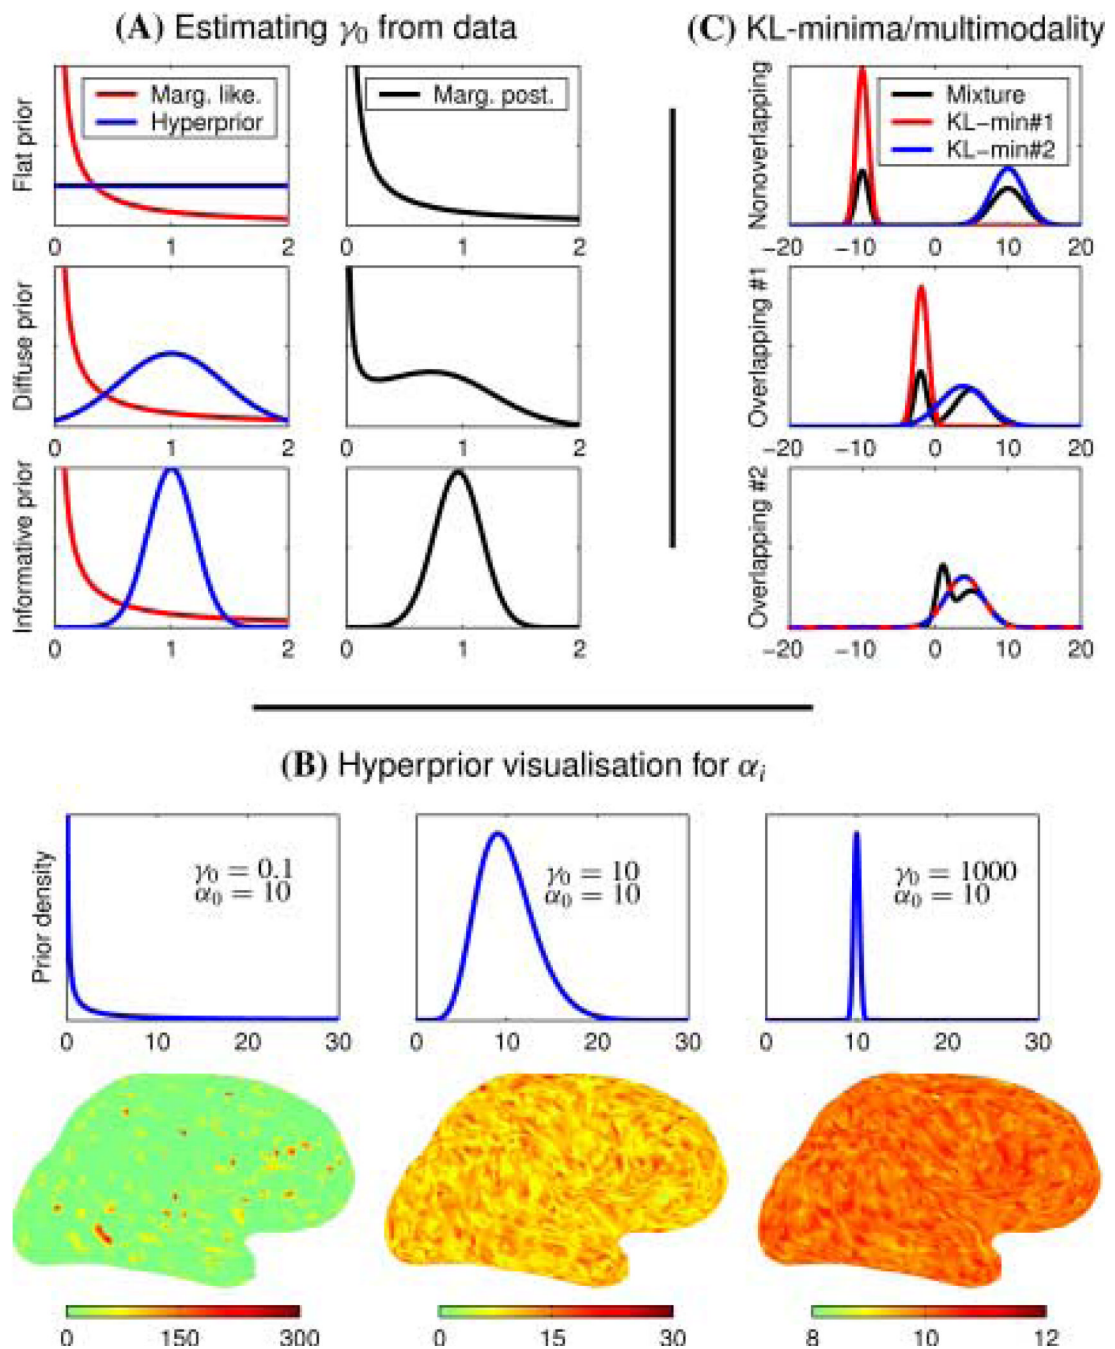 (A) Estimating γ₀ from data
Flat prior
Marg. like.
Hyperprior
0 1 2
Marg. post.
0 1 2
Diffuse prior
0 1 2
0 1 2
Informative prior
0 1 2
0 1 2
(C) KL-minima/multimodality
Nonoverlapping
Mixture
KL-min#1
KL-min#2
−20 −10 0 10 20
Overlapping #1
−20 −10 0 10 20
Overlapping #2
−20 −10 0 10 20
(B) Hyperprior visualisation for αᵢ
Prior density
γ₀ = 0.1
α₀ = 10
0 10 20 30
γ₀ = 10
α₀ = 10
0 10 20 30
γ₀ = 1000
α₀ = 10
0 10 20 30
0 150 300
0 15 30
8 10 12